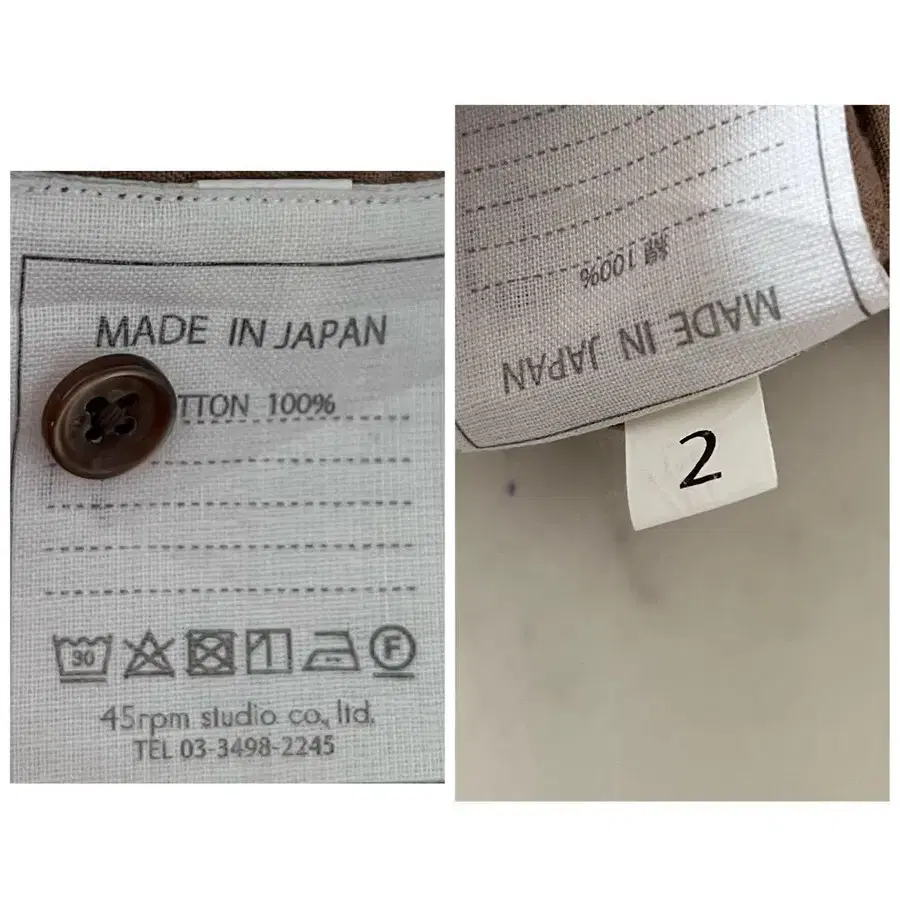 MADE IN JAPAN
TTON 100%
30
F
45rpm studio co., ltd.
TEL 03-3498-2245
綿 100%
MADE IN JAPAN
2